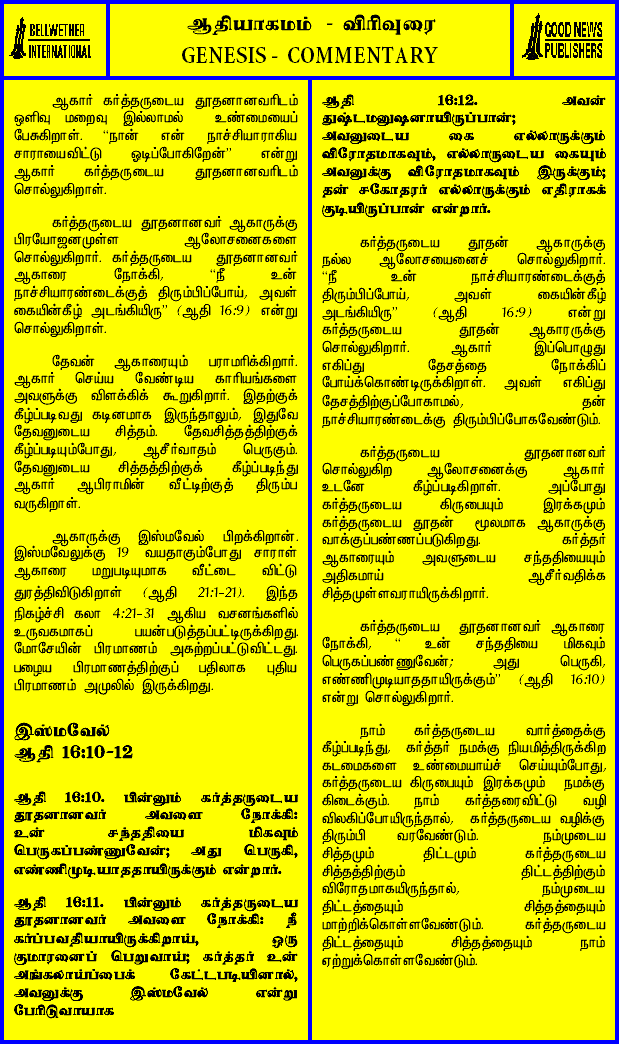 BELLWETHER
INTERNATIONAL
ஆதியாகமம் - விரிவுரை
GENESIS - COMMENTARY
GOOD NEWS
PUBLISHERS
ஆகார் கர்த்தருடைய தூதனானவரிடம்
ஒளிவு மறைவு இல்லாமல் உண்மையைப்
பேசுகிறாள். “நான் என் நாச்சியாராகிய
சாராயைவிட்டு ஓடிப்போகிறேன்” என்று
ஆகார் கர்த்தருடைய தூதனானவரிடம்
சொல்லுகிறாள்.
கர்த்தருடைய தூதனானவர் ஆகாருக்கு
பிரயோஜனமுள்ள ஆலோசனைகளை
சொல்லுகிறார். கர்த்தருடைய தூதனானவர்
ஆகாரை நோக்கி, “நீ உன்
நாச்சியாரண்டைக்குத் திரும்பிப்போய், அவள்
கையின்கீழ் அடங்கியிரு” (ஆதி 16:9) என்று
சொல்லுகிறாள்.
தேவன் ஆகாரையும் பராமரிக்கிறார்.
ஆகார் செய்ய வேண்டிய காரியங்களை
அவளுக்கு விளக்கிக் கூறுகிறார். இதற்குக்
கீழ்ப்படிவது கடினமாக இருந்தாலும், இதுவே
தேவனுடைய சித்தம். தேவசித்தத்திற்குக்
கீழ்ப்படியும்போது, ஆசீர்வாதம் பெருகும்.
தேவனுடைய சித்தத்திற்குக் கீழ்ப்படிந்து
ஆகார் ஆபிராமின் வீட்டிற்குத் திரும்ப
வருகிறாள்.
ஆகாருக்கு இஸ்மவேல் பிறக்கிறான்.
இஸ்மவேலுக்கு 19 வயதாகும்போது சாராள்
ஆகாரை மறுபடியுமாக வீட்டை விட்டு
துரத்திவிடுகிறாள் (ஆதி 21:1-21). இந்த
நிகழ்ச்சி கலா 4:21-31 ஆகிய வசனங்களில்
உருவகமாகப் பயன்படுத்தப்பட்டிருக்கிறது.
மோசேயின் பிரமாணம் அகற்றப்பட்டுவிட்டது.
பழைய பிரமாணத்திற்குப் பதிலாக புதிய
பிரமாணம் அமுலில் இருக்கிறது.
இஸ்மவேல்
ஆதி 16:10-12
ஆதி 16:10. பின்னும் கர்த்தருடைய
தூதனானவர் அவளை நோக்கி:
உன் சந்ததியை மிகவும்
பெருகப்பண்ணுவேன்; அது பெருகி,
எண்ணிமுடியாததாயிருக்கும் என்றார்.
ஆதி 16:11. பின்னும் கர்த்தருடைய
தூதனானவர் அவளை நோக்கி: நீ
கர்ப்பவதியாயிருக்கிறாய், ஒரு
குமாரனைப் பெறுவாய்; கர்த்தர் உன்
அங்கலாய்ப்பைக் கேட்டபடியினால்,
அவனுக்கு இஸ்மவேல் என்று
பேரிடுவாயாக
ஆதி 16:12. அவன்
துஷ்டமனுஷனாயிருப்பான்;
அவனுடைய கை எல்லாருக்கும்
விரோதமாகவும், எல்லாருடைய கையும்
அவனுக்கு விரோதமாகவும் இருக்கும்;
தன் சகோதரர் எல்லாருக்கும் எதிராகக்
குடியிருப்பான் என்றார்.
கர்த்தருடைய தூதன் ஆகாருக்கு
நல்ல ஆலோசயைனைச் சொல்லுகிறார்.
“நீ உன் நாச்சியாரண்டைக்குத்
திரும்பிப்போய், அவள் கையின்கீழ்
அடங்கியிரு” (ஆதி 16:9) என்று
கர்த்தருடைய தூதன் ஆகாரருக்கு
சொல்லுகிறார். ஆகார் இப்பொழுது
எகிப்து தேசத்தை நோக்கிப்
போய்க்கொண்டிருக்கிறாள். அவள் எகிப்து
தேசத்திற்குப்போகாமல், தன்
நாச்சியாரண்டைக்கு திரும்பிப்போகவேண்டும்.
கர்த்தருடைய தூதனானவர்
சொல்லுகிற ஆலோசனைக்கு ஆகார்
உடனே கீழ்ப்படிகிறாள். அப்போது
கர்த்தருடைய கிருபையும் இரக்கமும்
கர்த்தருடைய தூதன் மூலமாக ஆகாருக்கு
வாக்குப்பண்ணப்படுகிறது. கர்த்தர்
ஆகாரையும் அவளுடைய சந்ததியையும்
அதிகமாய் ஆசீர்வதிக்க
சித்தமுள்ளவராயிருக்கிறார்.
கர்த்தருடைய தூதனானவர் ஆகாரை
நோக்கி, “ உன் சந்ததியை மிகவும்
பெருகப்பண்ணுவேன்; அது பெருகி,
எண்ணிமுடியாததாயிருக்கும்” (ஆதி 16:10)
என்று சொல்லுகிறார்.
நாம் கர்த்தருடைய வார்த்தைக்கு
கீழ்ப்படிந்து, கர்த்தர் நமக்கு நியமித்திருக்கிற
கடமைகளை உண்மையாய்ச் செய்யும்போது,
கர்த்தருடைய கிருபையும் இரக்கமும் நமக்கு
கிடைக்கும். நாம் கர்த்தரைவிட்டு வழி
விலகிப்போயிருந்தால், கர்த்தருடைய வழிக்கு
திரும்பி வரவேண்டும். நம்முடைய
சித்தமும் திட்டமும் கர்த்தருடைய
சித்தத்திற்கும் திட்டத்திற்கும்
விரோதமாகயிருந்தால், நம்முடைய
திட்டத்தையும் சித்தத்தையும்
மாற்றிக்கொள்ளவேண்டும். கர்த்தருடைய
திட்டத்தையும் சித்தத்தையும் நாம்
ஏற்றுக்கொள்ளவேண்டும்.